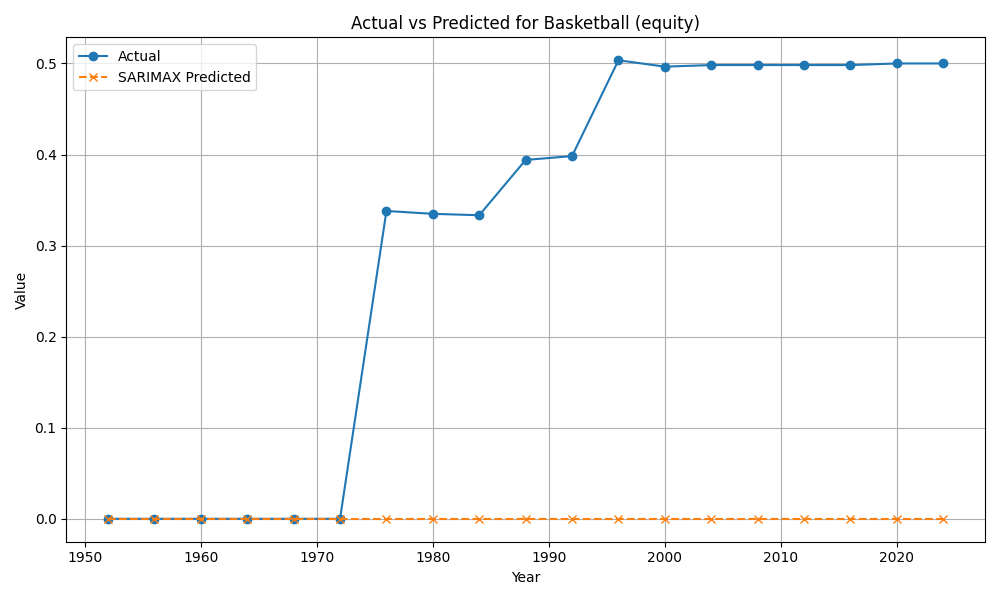 Actual vs Predicted for Basketball (equity)
Actual
SARIMAX Predicted
Value
0.5
0.4
0.3
0.2
0.1
0.0
1950 1960 1970 1980 1990 2000 2010 2020
Year